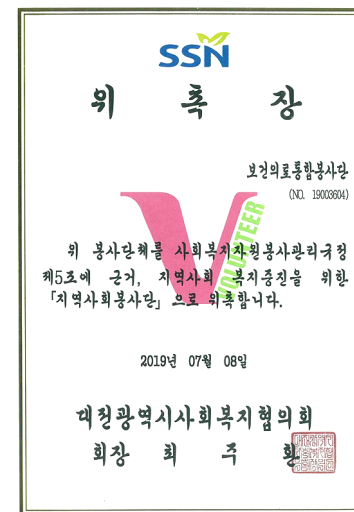 SSN
위 촉 장
보건의료통합봉사단
(NO. 19003604)
VOLUNTEER
위 봉사단체를 사회복지자원봉사관리규정
제5조에 근거, 지역사회 복지증진을 위한
「지역사회봉사단」으로 위촉합니다.
2019년 07월 08일
대전광역시사회복지협의회
회장 최 주 환